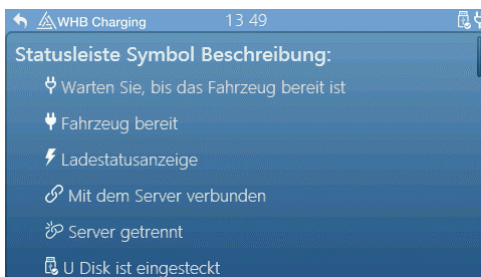 WHB Charging 13 49
Statusleiste Symbol Beschreibung:
Warten Sie, bis das Fahrzeug bereit ist
Fahrzeug bereit
Ladestatusanzeige
Mit dem Server verbunden
Server getrennt
U Disk ist eingesteckt